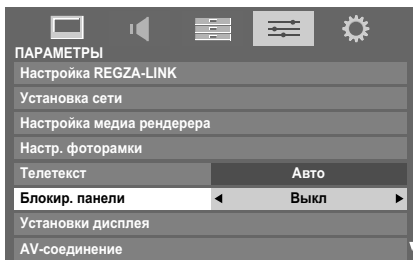 ПАРАМЕТРЫ
Настройка REGZA-LINK
Установка сети
Настройка медиа рендерера
Настр. фоторамки
Телетекст Авто
Блокир. панели ◀ Выкл ▶
Установки дисплея
AV-соединение